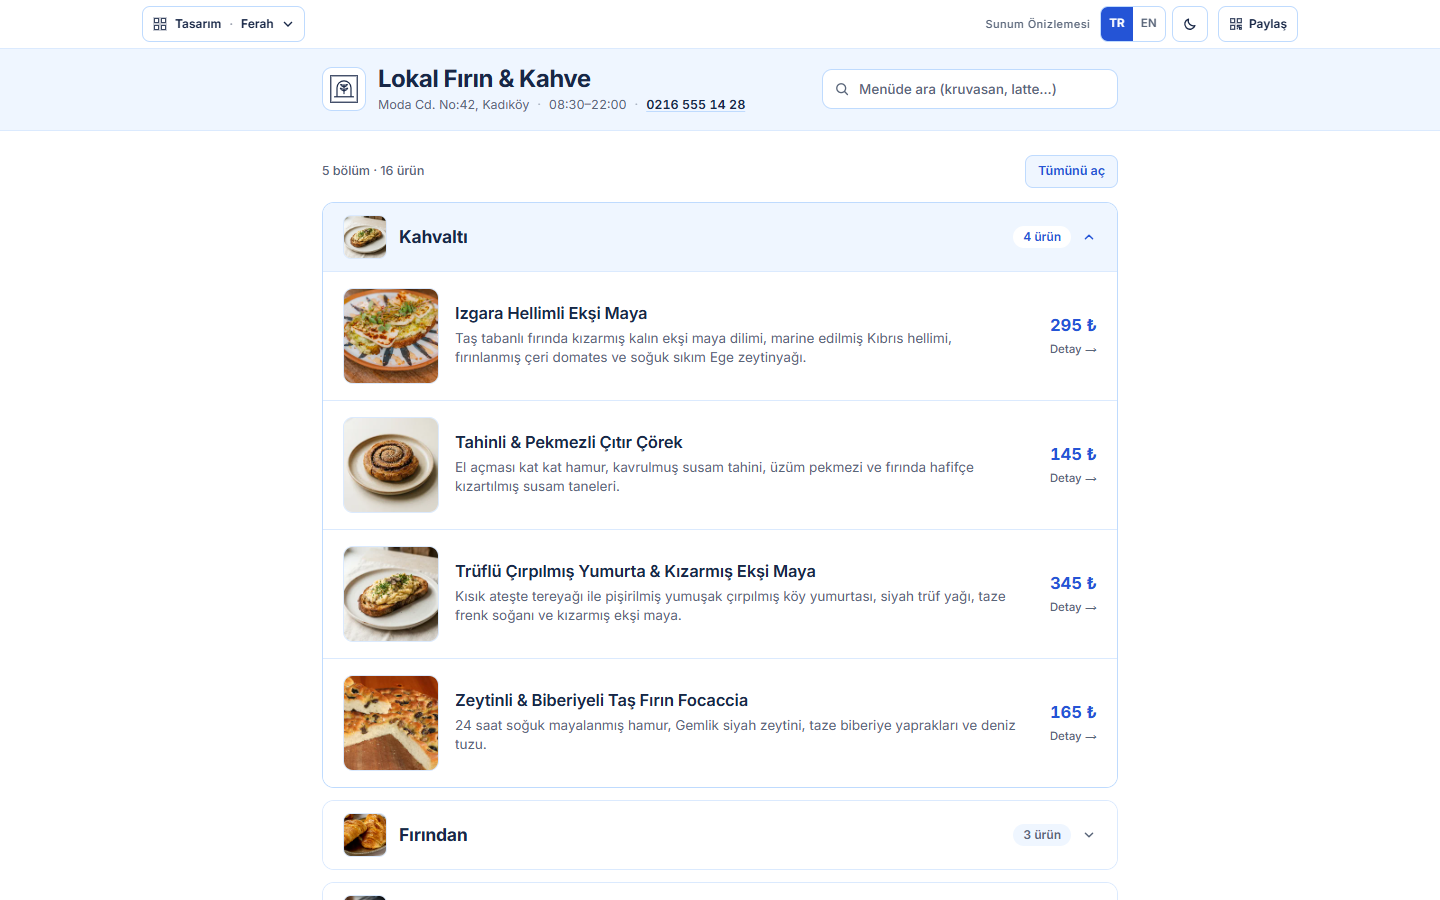 Tasarım · Ferah
Sunum Önizlemesi
TR EN
Paylaş
Lokal Fırın & Kahve
Moda Cd. No:42, Kadıköy · 08:30–22:00 · 0216 555 14 28
Menüde ara (kruvasan, latte...)
5 bölüm · 16 ürün
Tümünü aç
Kahvaltı
4 ürün
Izgara Hellimli Ekşi Maya
Taş tabanlı fırında kızarmış kalın ekşi maya dilimi, marine edilmiş Kıbrıs hellimi,
fırınlanmış çeri domates ve soğuk sıkım Ege zeytinyağı.
295 ₺
Detay →
Tahinli & Pekmezli Çıtır Çörek
El açması kat kat hamur, kavrulmuş susam tahini, üzüm pekmezi ve fırında hafifçe
kızartılmış susam taneleri.
145 ₺
Detay →
Trüflü Çırpılmış Yumurta & Kızarmış Ekşi Maya
Kısık ateşte tereyağı ile pişirilmiş yumuşak çırpılmış köy yumurtası, siyah trüf yağı, taze
frenk soğanı ve kızarmış ekşi maya.
345 ₺
Detay →
Zeytinli & Biberiyeli Taş Fırın Focaccia
24 saat soğuk mayalanmış hamur, Gemlik siyah zeytini, taze biberiye yaprakları ve deniz
tuzu.
165 ₺
Detay →
Fırından
3 ürün